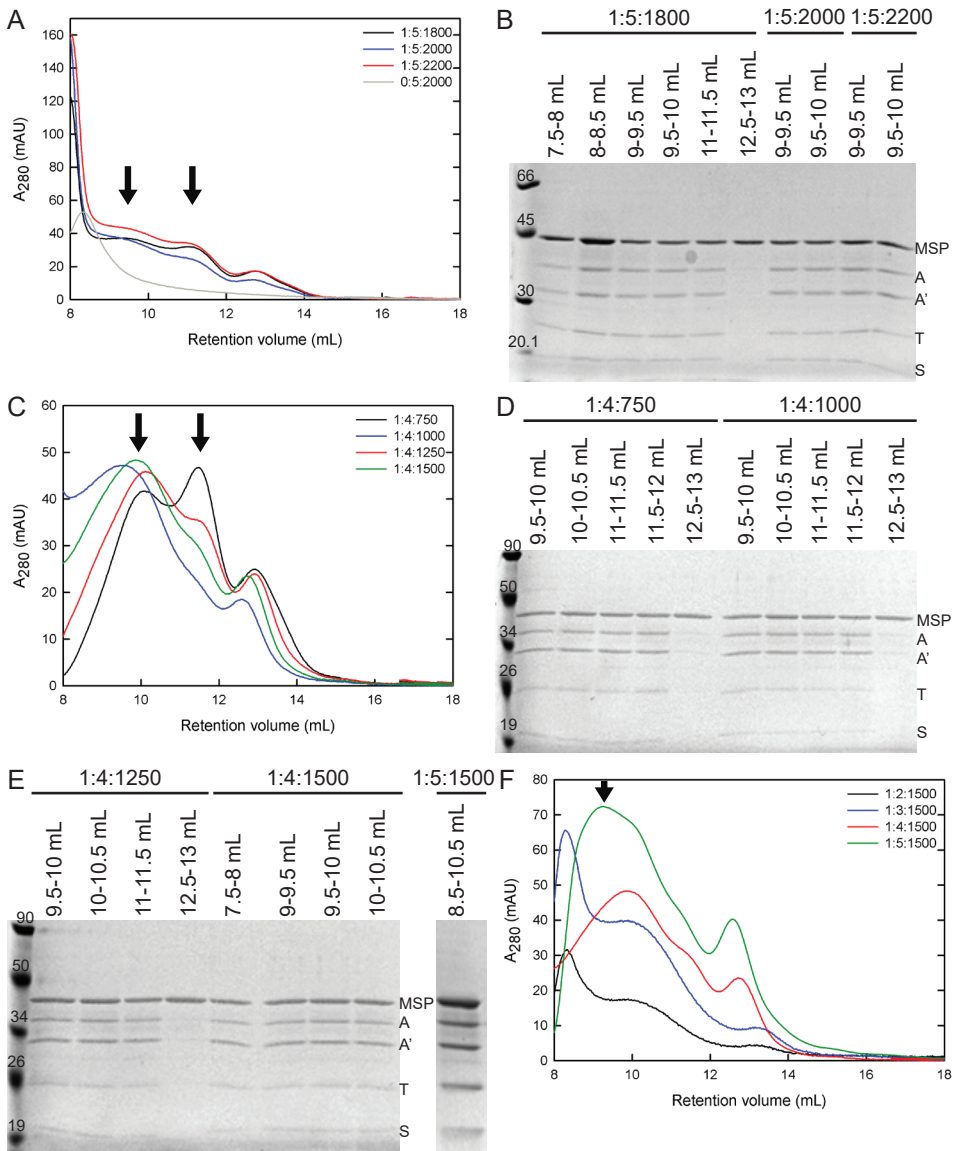 A
A280 (mAU)
160
140
120
100
80
60
40
20
0
1:5:1800
1:5:2000
1:5:2200
0:5:2000
8 10 12 14 16 18
Retention volume (mL)
B
1:5:1800 1:5:2000 1:5:2200
7.5-8 mL
8-8.5 mL
9-9.5 mL
9.5-10 mL
11-11.5 mL
12.5-13 mL
9-9.5 mL
9.5-10 mL
9-9.5 mL
9.5-10 mL
66
45
30
20.1
MSP
A
A'
T
S
C
A280 (mAU)
60
50
40
30
20
10
0
1:4:750
1:4:1000
1:4:1250
1:4:1500
8 10 12 14 16 18
Retention volume (mL)
D
1:4:750 1:4:1000
9.5-10 mL
10-10.5 mL
11-11.5 mL
11.5-12 mL
12.5-13 mL
9.5-10 mL
10-10.5 mL
11-11.5 mL
11.5-12 mL
12.5-13 mL
90
50
34
26
19
MSP
A
A'
T
S
E
1:4:1250 1:4:1500 1:5:1500
9.5-10 mL
10-10.5 mL
11-11.5 mL
12.5-13 mL
7.5-8 mL
9-9.5 mL
9.5-10 mL
10-10.5 mL
8.5-10.5 mL
90
50
34
26
19
MSP
A
A'
T
S
F
A280 (mAU)
80
70
60
50
40
30
20
10
0
1:2:1500
1:3:1500
1:4:1500
1:5:1500
8 10 12 14 16 18
Retention volume (mL)